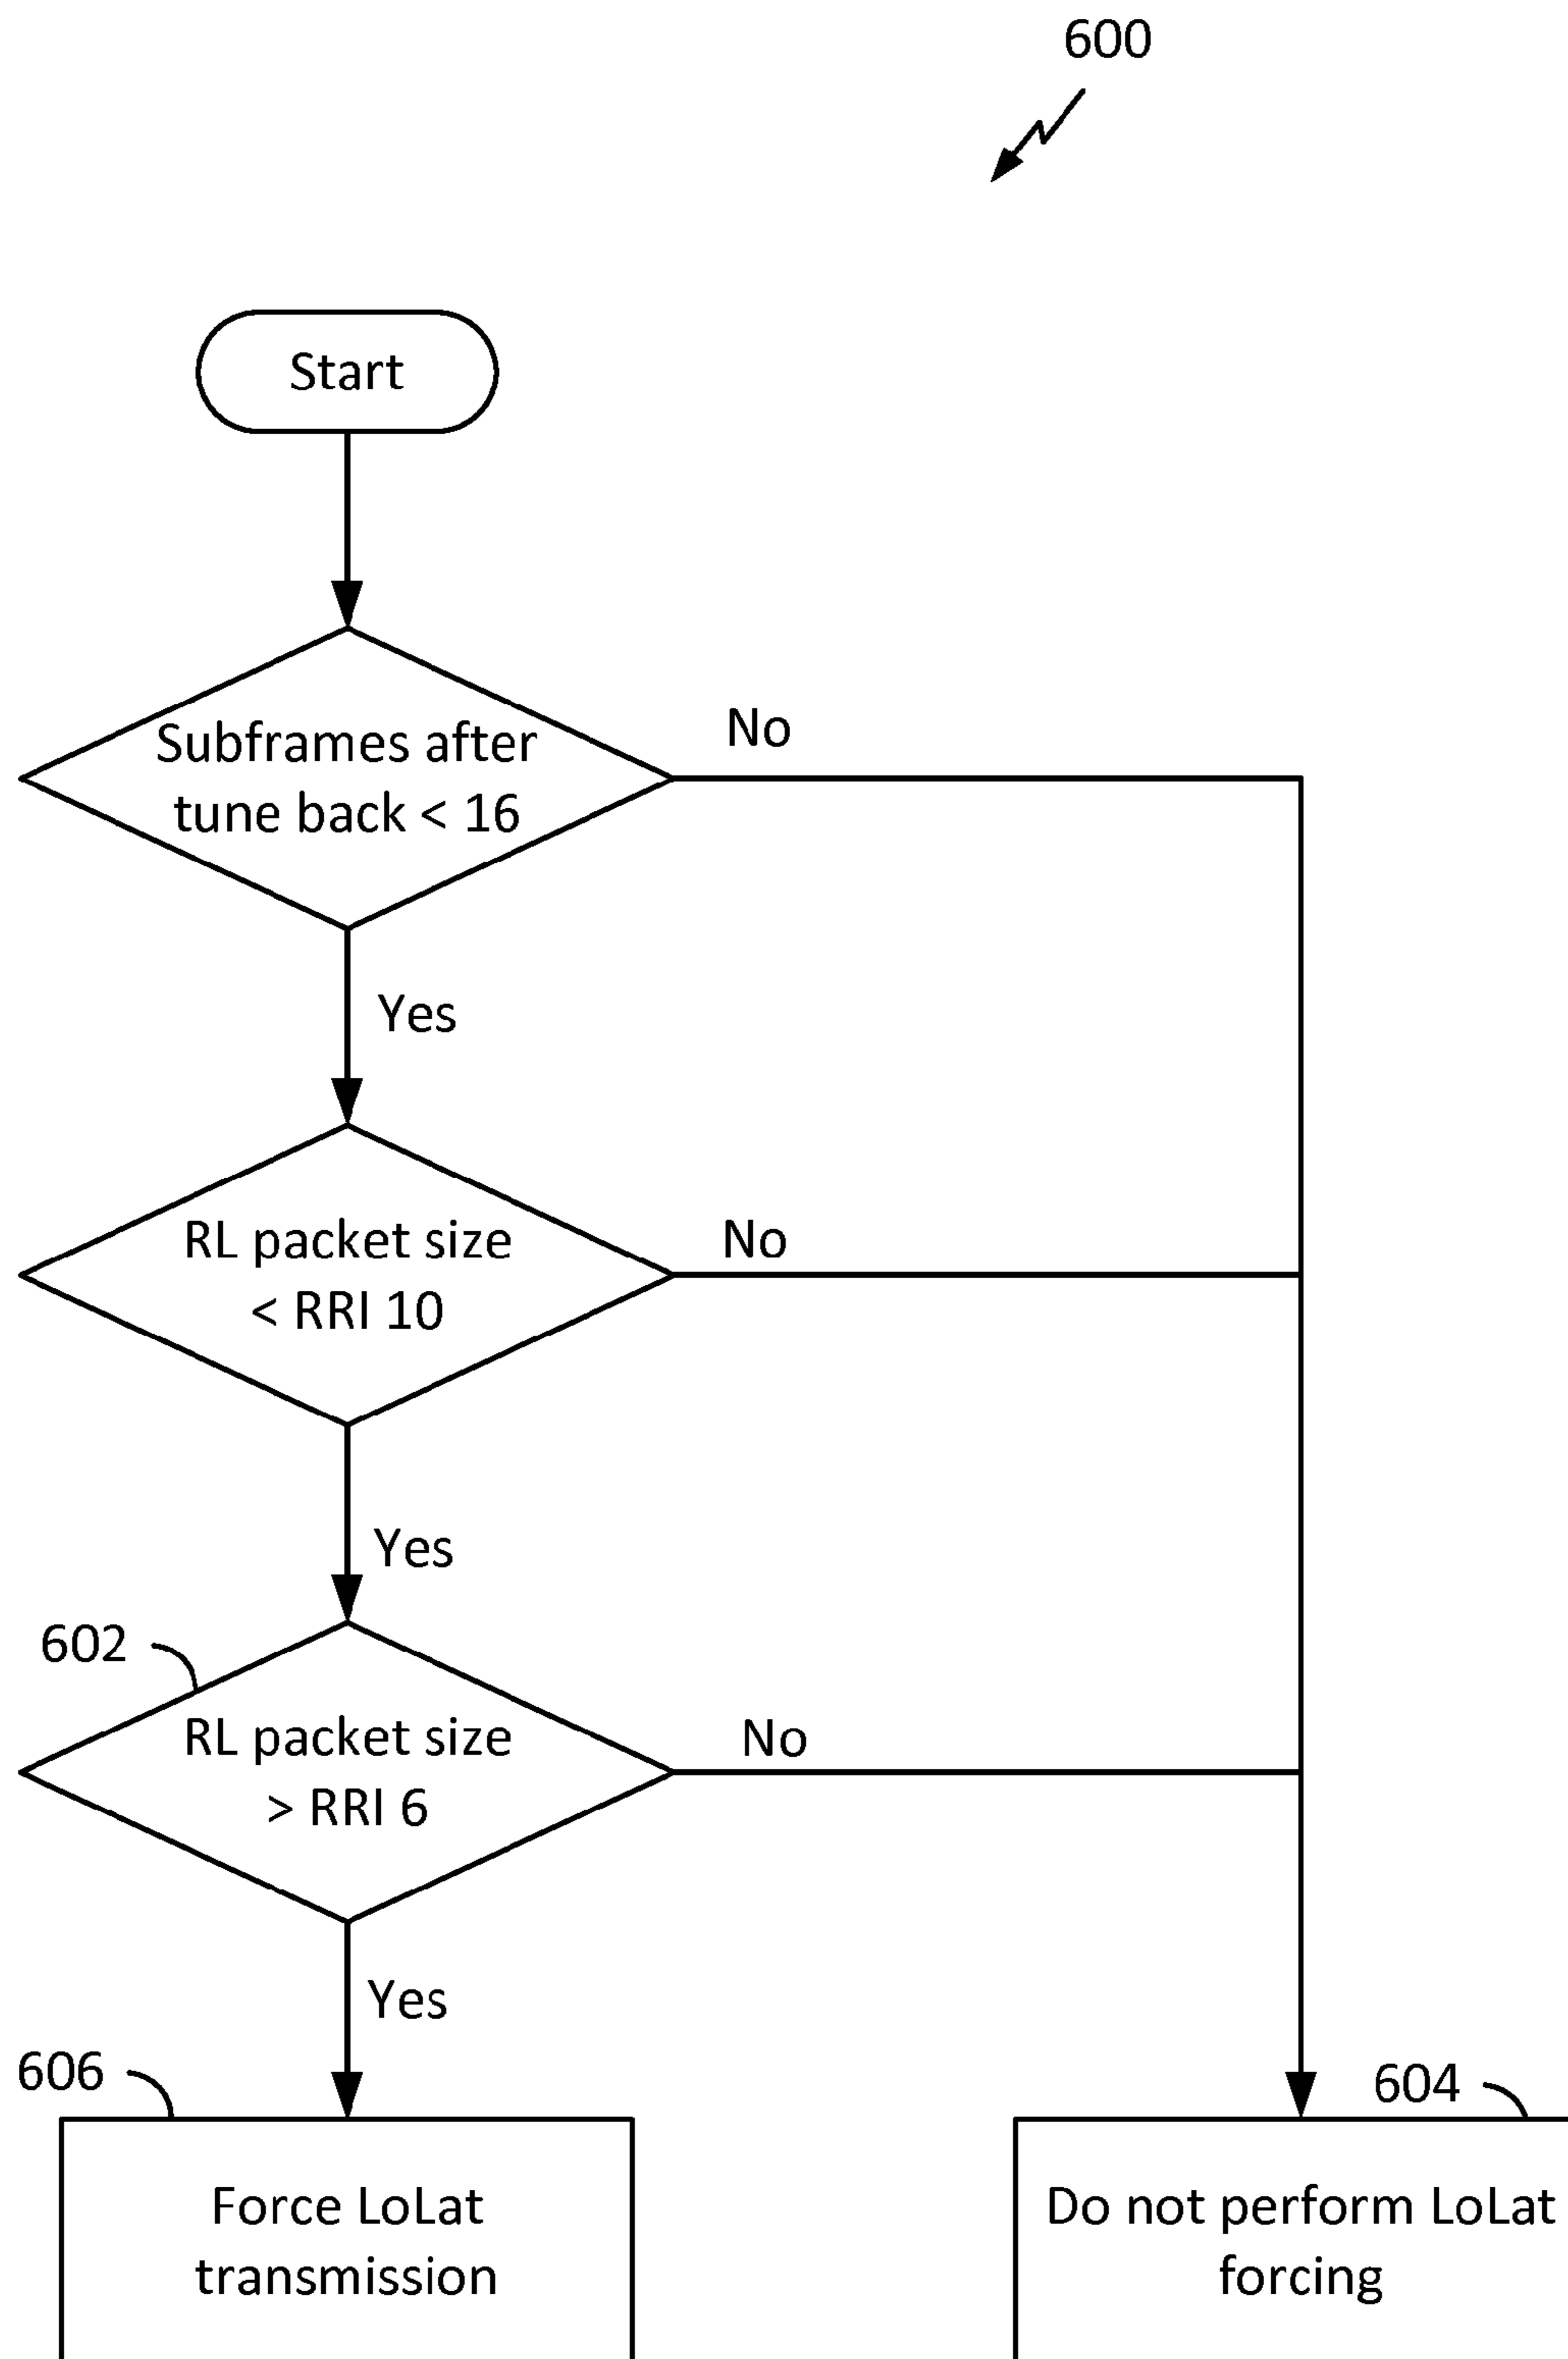 600
Start
Subframes after
tune back < 16
No
Yes
RL packet size
< RRI 10
No
Yes
602
RL packet size
> RRI 6
No
Yes
606
604
Force LoLat
transmission
Do not perform LoLat
forcing